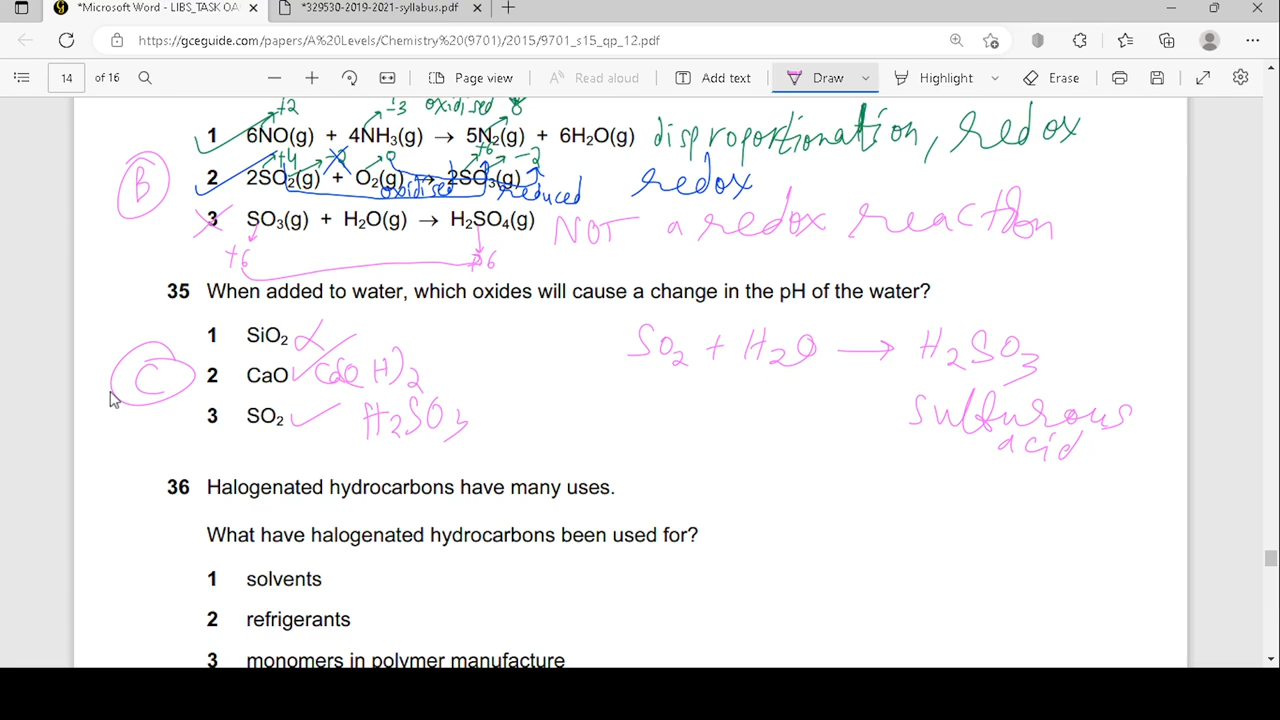 *Microsoft Word - LIBS_TASK OA *329530-2019-2021-syllabus.pdf
https://gceguide.com/papers/A%20Levels/Chemistry%20(9701)/2015/9701_s15_qp_12.pdf
14 of 16 Page view Read aloud Add text Draw Highlight Erase
+2 -3 oxidised 0
1 6NO(g) + 4NH3(g) → 5N2(g) + 6H2O(g) disproportionation, redox
+4 0 +6 -2
2 2SO2(g) + O2(g) → 2SO3(g) redox
oxidised reduced
B
3 SO3(g) + H2O(g) → H2SO4(g) NOT a redox reaction
+6 +6
35 When added to water, which oxides will cause a change in the pH of the water?
1 SiO2 SO2 + H2O → H2SO3
C 2 CaO Ca(OH)2
3 SO2 H2SO3 sulfurous
acid
36 Halogenated hydrocarbons have many uses.
What have halogenated hydrocarbons been used for?
1 solvents
2 refrigerants
3 monomers in polymer manufacture